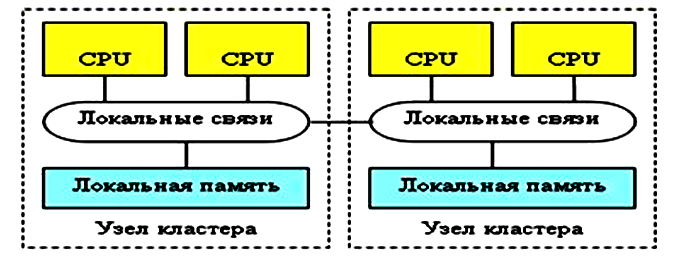 CPU CPU CPU CPU
Локальные связи Локальные связи
Локальная память Локальная память
Узел кластера Узел кластера